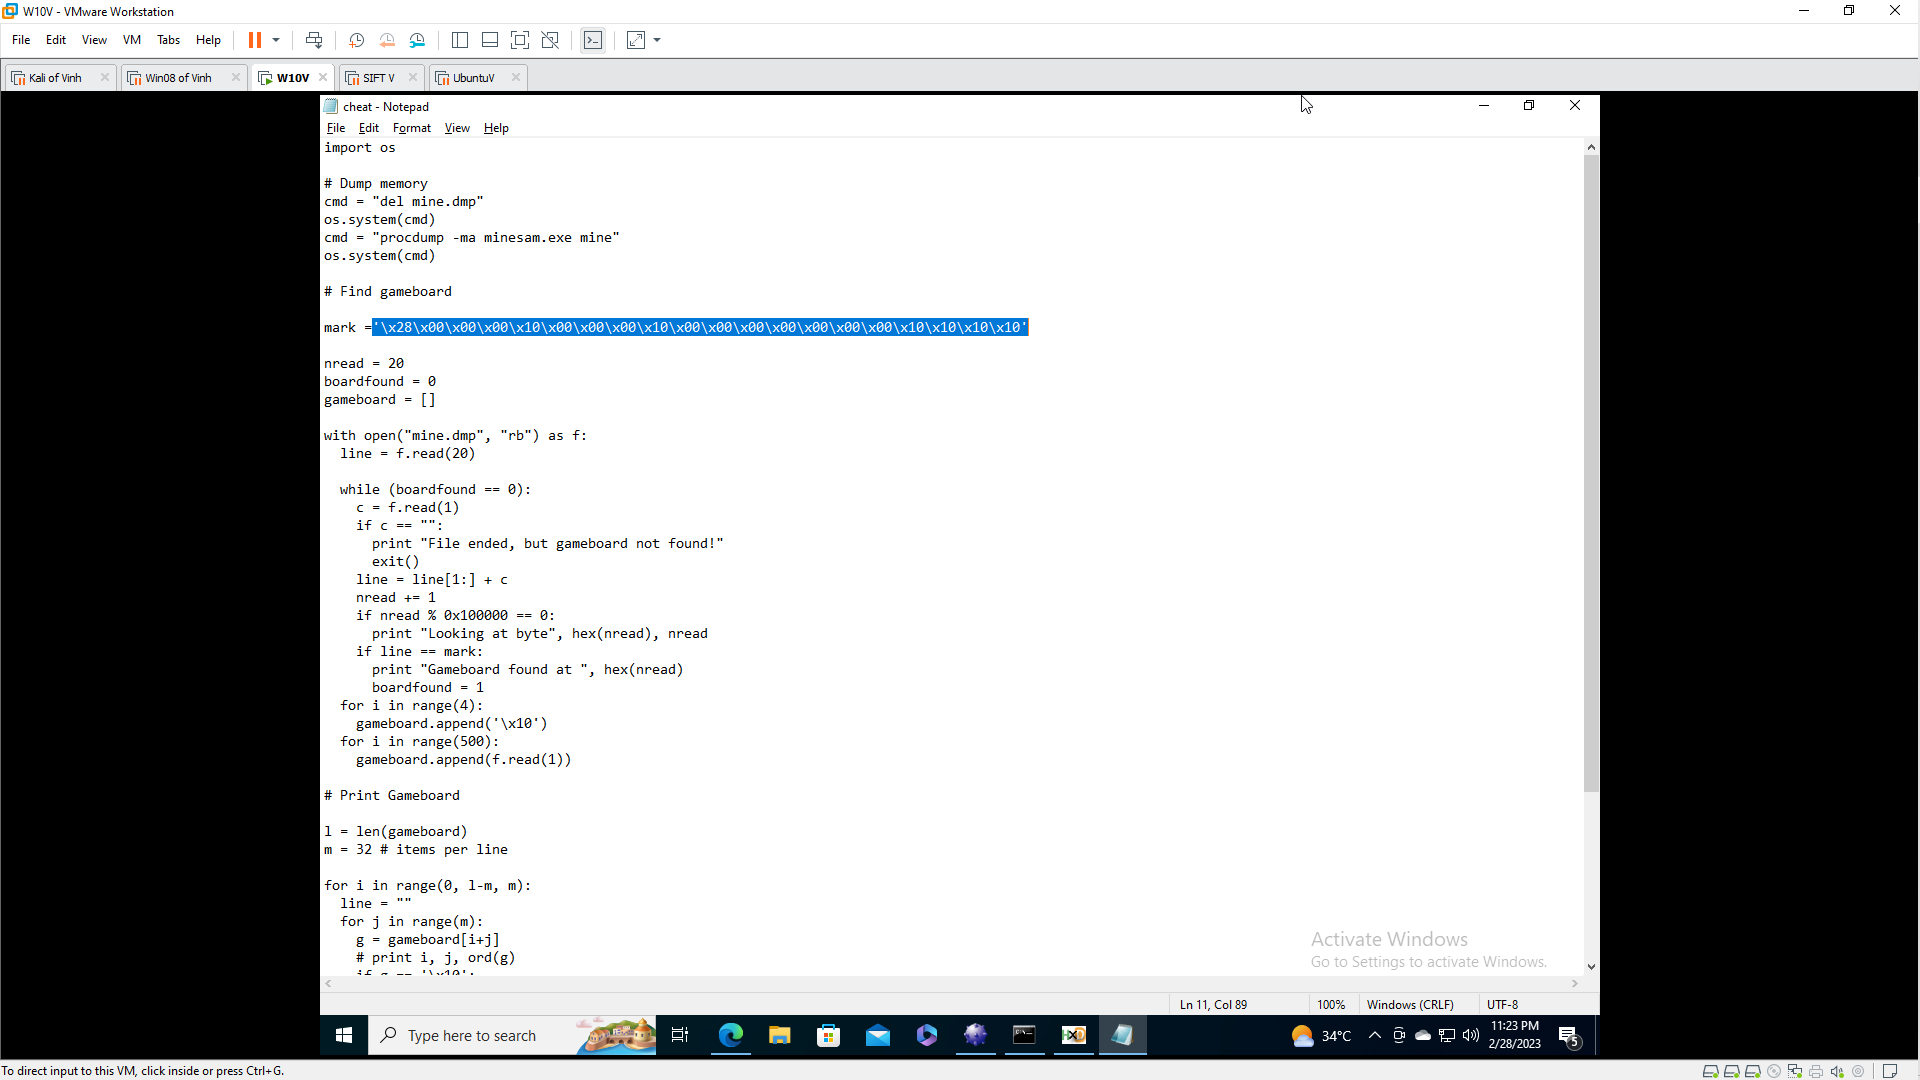 W10V - VMware Workstation
File Edit View VM Tabs Help
Kali of Vinh Win08 of Vinh W10V SIFT V UbuntuV
cheat - Notepad
File Edit Format View Help
import os
# Dump memory
cmd = "del mine.dmp"
os.system(cmd)
cmd = "procdump -ma minesam.exe mine"
os.system(cmd)
# Find gameboard
mark ='\x28\x00\x00\x00\x10\x00\x00\x00\x10\x00\x00\x00\x00\x00\x00\x00\x10\x10\x10\x10'
nread = 20
boardfound = 0
gameboard = []
with open("mine.dmp", "rb") as f:
  line = f.read(20)
  while (boardfound == 0):
    c = f.read(1)
    if c == "":
      print "File ended, but gameboard not found!"
      exit()
    line = line[1:] + c
    nread += 1
    if nread % 0x100000 == 0:
      print "Looking at byte", hex(nread), nread
    if line == mark:
      print "Gameboard found at ", hex(nread)
      boardfound = 1
  for i in range(4):
    gameboard.append('\x10')
  for i in range(500):
    gameboard.append(f.read(1))
# Print Gameboard
l = len(gameboard)
m = 32 # items per line
for i in range(0, l-m, m):
  line = ""
  for j in range(m):
    g = gameboard[i+j]
    # print i, j, ord(g)
    if g == '\x10':
Activate Windows
Go to Settings to activate Windows.
Ln 11, Col 89 100% Windows (CRLF) UTF-8
Type here to search
34°C
11:23 PM
2/28/2023
5
To direct input to this VM, click inside or press Ctrl+G.